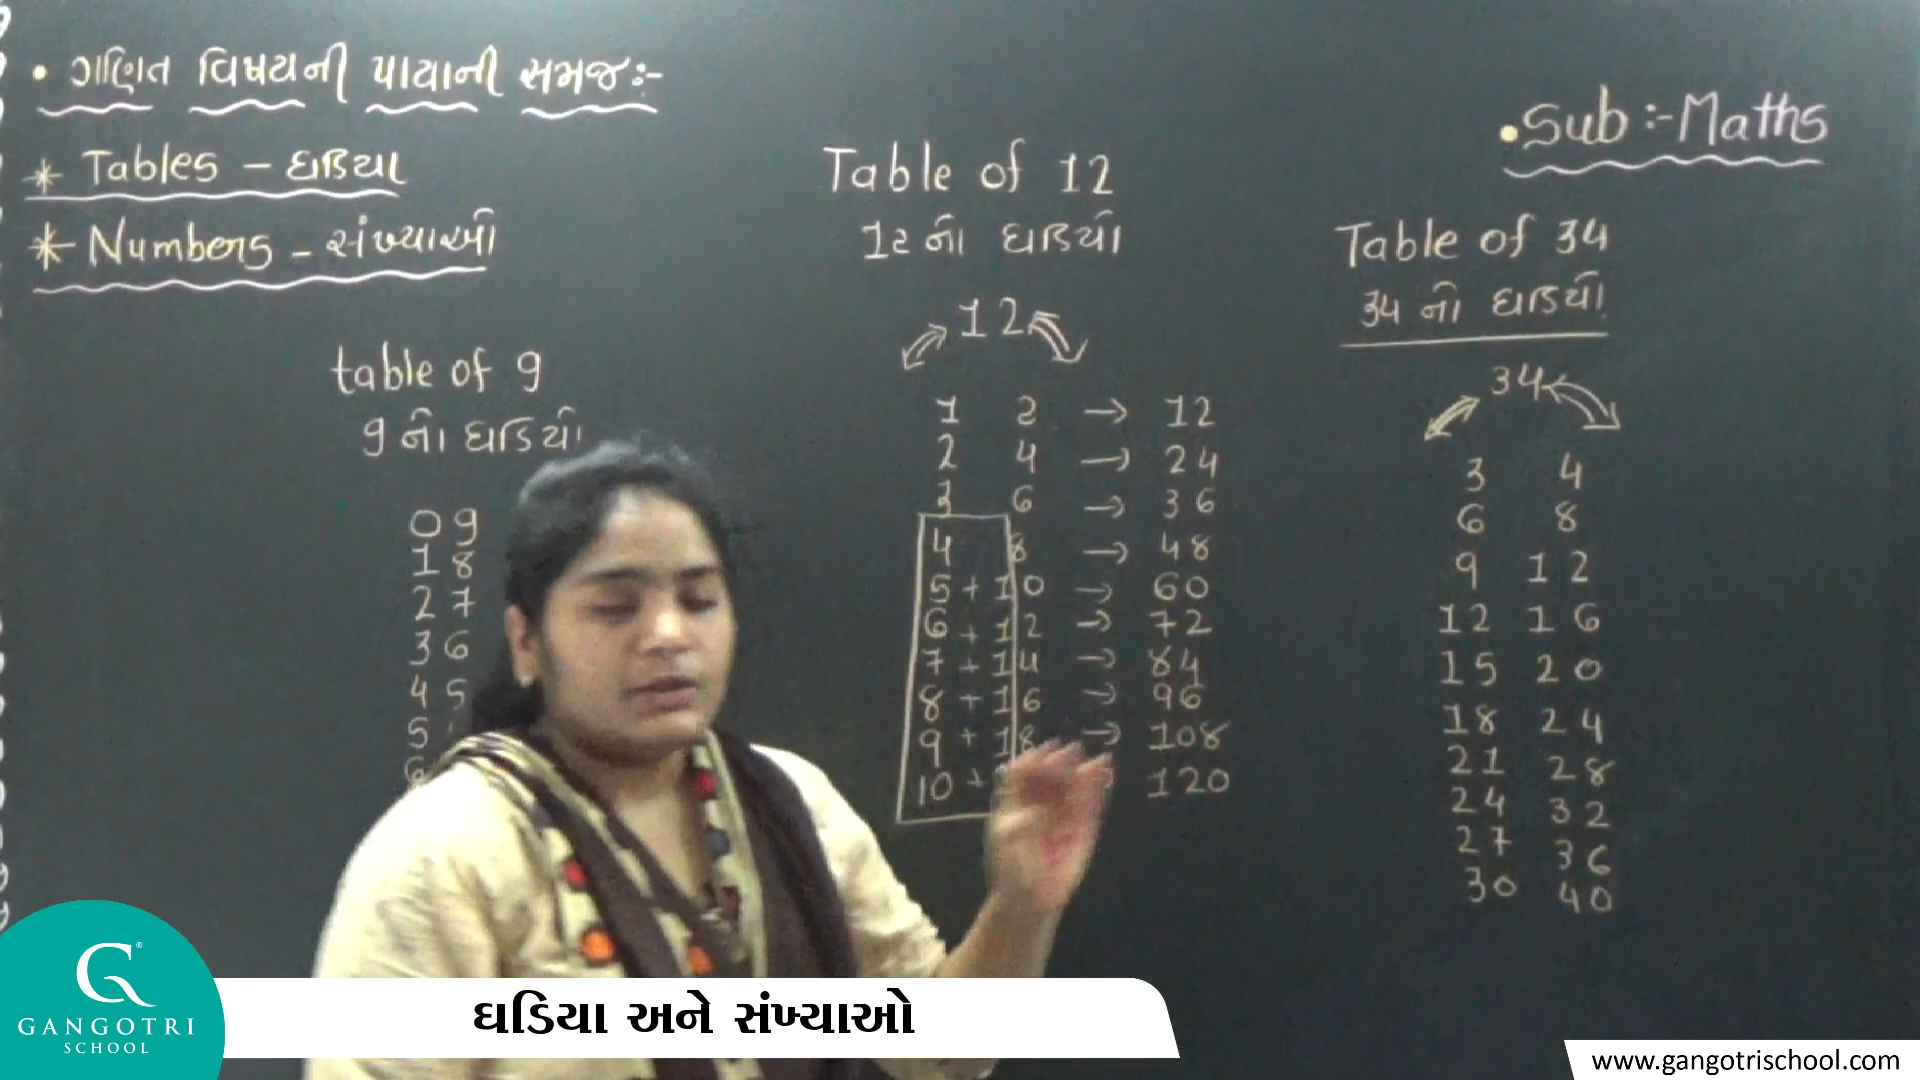 • ગણિત વિષયની પાયાની સમજ:-
* Tables – ઘડિયા
* Numbers – સંખ્યાઓ
• Sub :- Maths
table of 9
9 નો ઘડિયો
09
18
27
36
45
5
6
Table of 12
12 નો ઘડિયો
12
1 2 → 12
2 4 → 24
3 6 → 36
4 8 → 48
5 + 10 → 60
6 + 12 → 72
7 + 14 → 84
8 + 16 → 96
9 + 18 → 108
10 + 120
Table of 34
34 નો ઘડિયો
34
3 4
6 8
9 12
12 16
15 20
18 24
21 28
24 32
27 36
30 40
G®
GANGOTRI
SCHOOL
ઘડિયા અને સંખ્યાઓ
www.gangotrischool.com